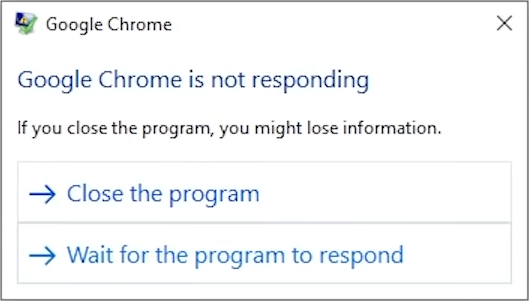 Google Chrome
Google Chrome is not responding
If you close the program, you might lose information.
Close the program
Wait for the program to respond